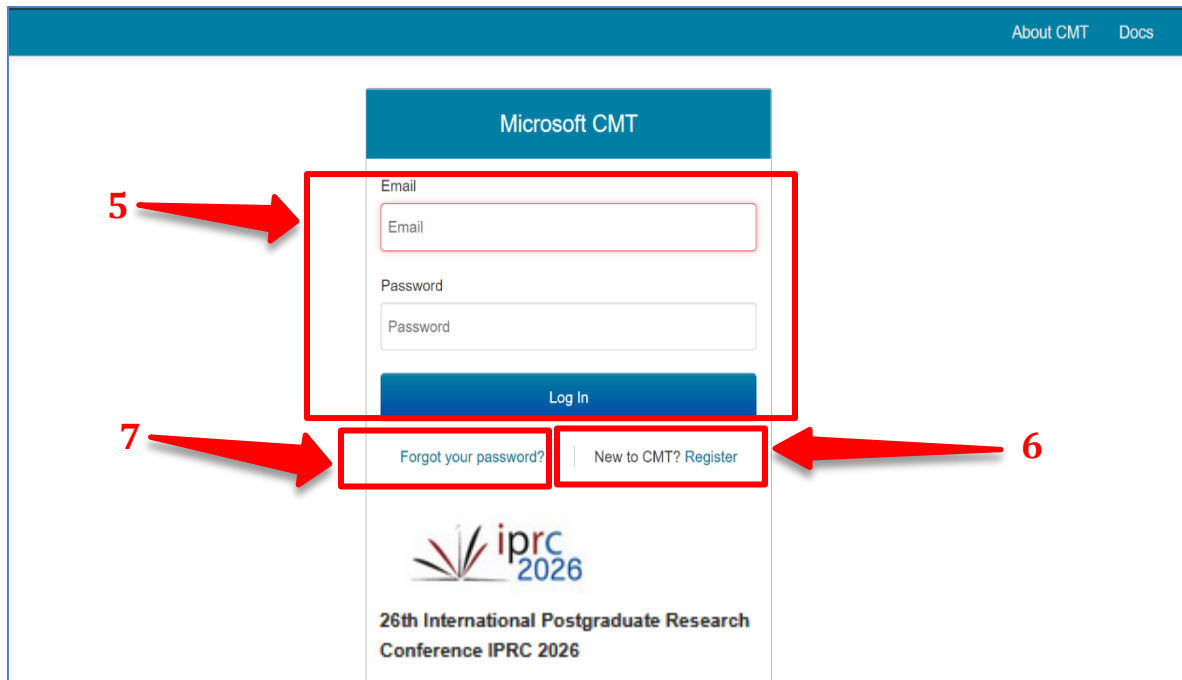 About CMT Docs
Microsoft CMT
Email
5
Email
Password
Password
Log In
7
Forgot your password?
New to CMT? Register
6
iprc
2026
26th International Postgraduate Research
Conference IPRC 2026